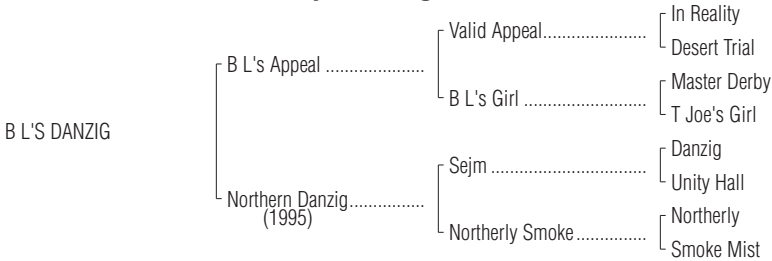 In Reality
Valid Appeal.....................
Desert Trial
B L's Appeal .....................
Master Derby
B L's Girl .........................
T Joe's Girl
B L'S DANZIG
Danzig
Sejm ................................
Unity Hall
Northern Danzig................
(1995)
Northerly
Northerly Smoke..............
Smoke Mist